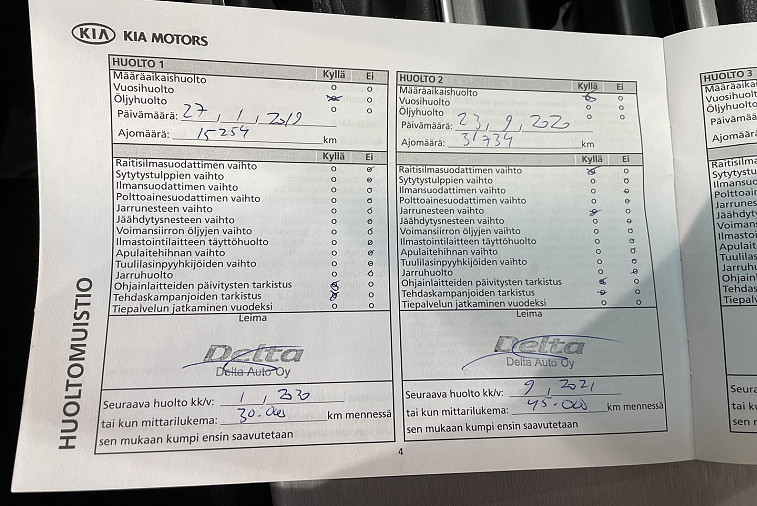 KIA KIA MOTORS
HUOLTOMUISTIO
HUOLTO 1
Kyllä Ei
Määräaikaishuolto
Vuosihuolto
Öljyhuolto
Päivämäärä: 27, 1, 2019
Ajomäärä: 15254 km
Kyllä Ei
Raitisilmasuodattimen vaihto
Sytytystulppien vaihto
Ilmansuodattimen vaihto
Polttoainesuodattimen vaihto
Jarrunesteen vaihto
Jäähdytysnesteen vaihto
Voimansiirron öljyjen vaihto
Ilmastointilaitteen täyttöhuolto
Apulaitehihnan vaihto
Tuulilasinpyyhkijöiden vaihto
Jarruhuolto
Ohjainlaitteiden päivitysten tarkistus
Tehdaskampanjoiden tarkistus
Tiepalvelun jatkaminen vuodeksi
Leima
Delta
Delta Auto Oy
Seuraava huolto kk/v: 1, 2020
tai kun mittarilukema: 30.000 km mennessä
sen mukaan kumpi ensin saavutetaan
HUOLTO 2
Kyllä Ei
Määräaikaishuolto
Vuosihuolto
Öljyhuolto
Päivämäärä: 23, 9, 2020
Ajomäärä: 31734 km
Kyllä Ei
Raitisilmasuodattimen vaihto
Sytytystulppien vaihto
Ilmansuodattimen vaihto
Polttoainesuodattimen vaihto
Jarrunesteen vaihto
Jäähdytysnesteen vaihto
Voimansiirron öljyjen vaihto
Ilmastointilaitteen täyttöhuolto
Apulaitehihnan vaihto
Tuulilasinpyyhkijöiden vaihto
Jarruhuolto
Ohjainlaitteiden päivitysten tarkistus
Tehdaskampanjoiden tarkistus
Tiepalvelun jatkaminen vuodeksi
Leima
Delta
Delta Auto Oy
Seuraava huolto kk/v: 9, 2021
tai kun mittarilukema: 45.000 km mennessä
sen mukaan kumpi ensin saavutetaan
4
HUOLTO 3